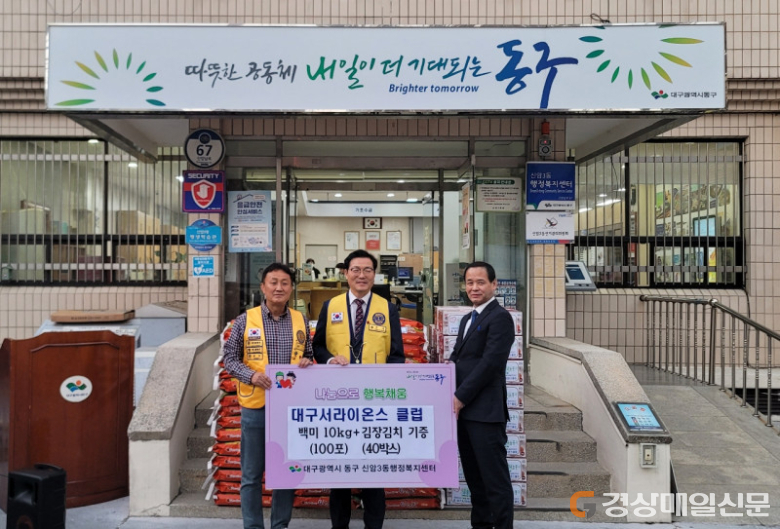 따뜻한 공동체 내일이 더 기대되는 동구
Brighter tomorrow
대구광역시동구
67
SECURITY
신암3동
행정복지센터
나눔으로 행복채움
대구서라이온스 클럽
백미 10kg+김장김치 기증
(100포) (40박스)
대구광역시 동구 신암3동행정복지센터
경상매일신문